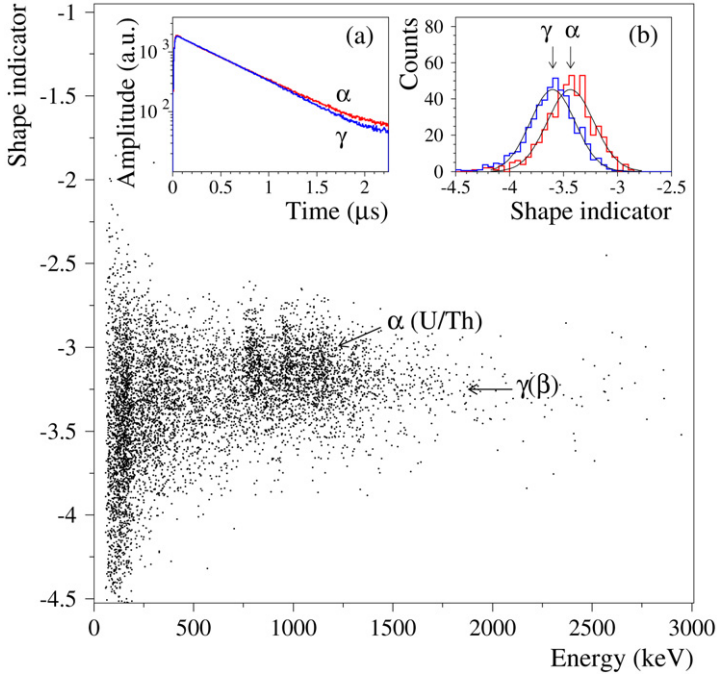 Shape indicator
-1
-1.5
-2
-2.5
-3
-3.5
-4
-4.5
0
500
1000
1500
2000
2500
3000
Energy (keV)
Amplitude (a.u.)
10³
10²
(a)
α
γ
0
0.5
1
1.5
2
Time (μs)
Counts
80
60
40
20
0
γ α
(b)
-4.5
-4
-3.5
-3
-2.5
Shape indicator
α (U/Th)
γ(β)